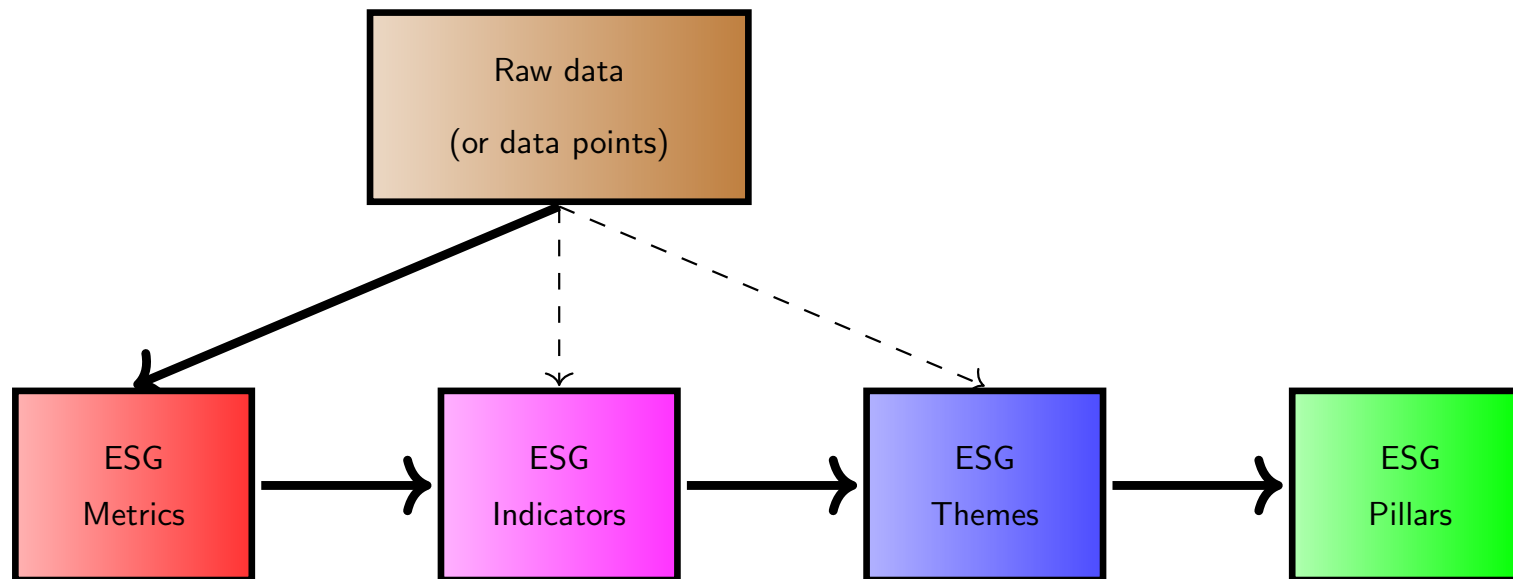 Raw data
(or data points)
ESG
Metrics
ESG
Indicators
ESG
Themes
ESG
Pillars